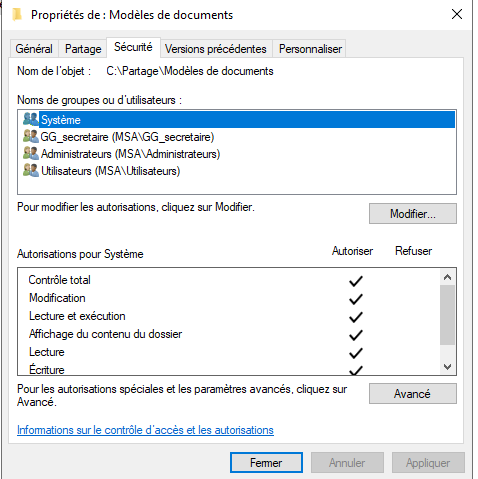 Propriétés de : Modèles de documents
Général Partage Sécurité Versions précédentes Personnaliser
Nom de l'objet : C:\Partage\Modèles de documents
Noms de groupes ou d'utilisateurs :
Système
GG_secretaire (MSA\GG_secretaire)
Administrateurs (MSA\Administrateurs)
Utilisateurs (MSA\Utilisateurs)
Pour modifier les autorisations, cliquez sur Modifier.
Modifier...
Autorisations pour Système Autoriser Refuser
Contrôle total
Modification
Lecture et exécution
Affichage du contenu du dossier
Lecture
Écriture
Pour les autorisations spéciales et les paramètres avancés, cliquez sur
Avancé.
Avancé
Informations sur le contrôle d'accès et les autorisations
Fermer Annuler Appliquer